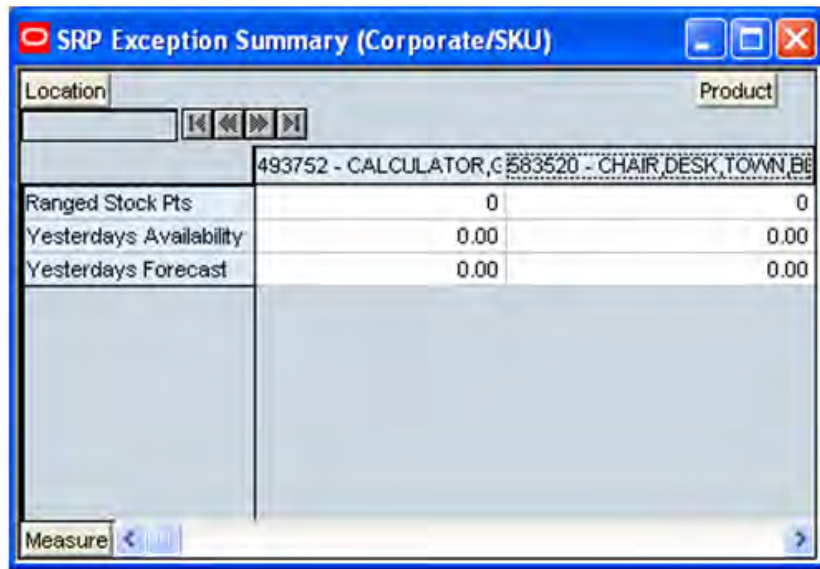 SRP Exception Summary (Corporate/SKU)
Location Product
493752 - CALCULATOR, 583520 - CHAIR,DESK,TOWN,
Ranged Stock Pts 0 0
Yesterdays Availability 0.00 0.00
Yesterdays Forecast 0.00 0.00
Measure